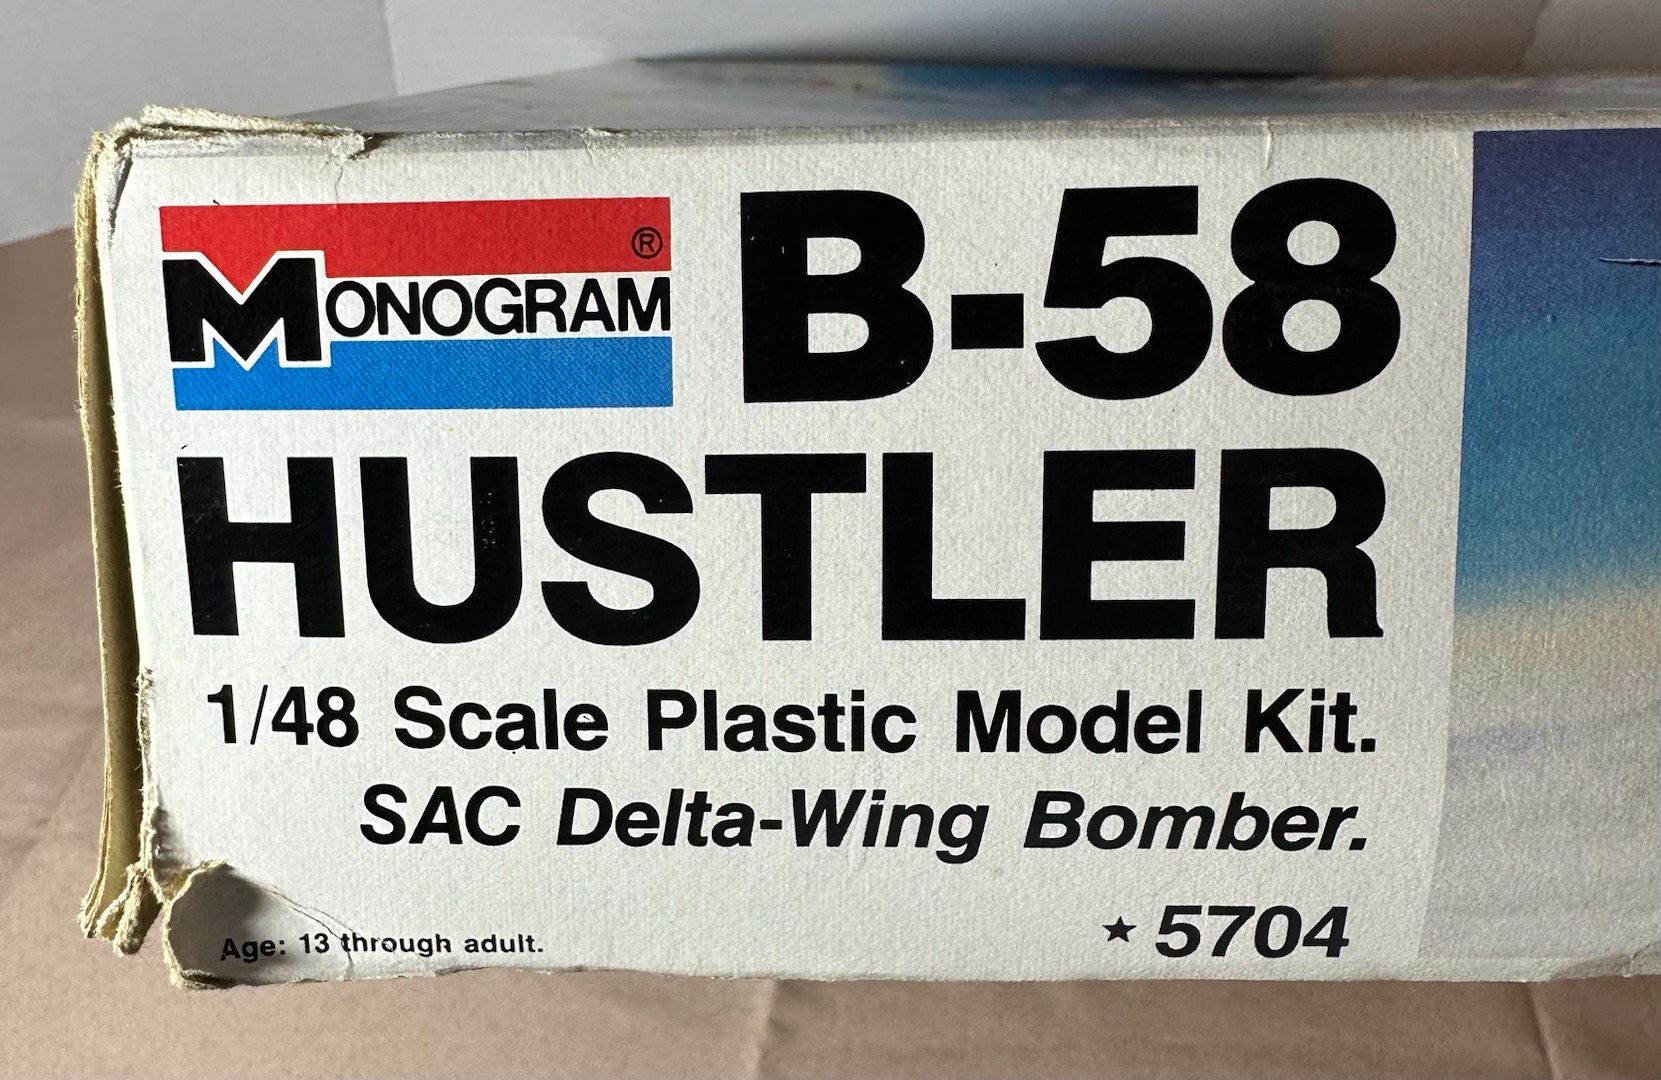 MONOGRAM ®
B-58
HUSTLER
1/48 Scale Plastic Model Kit.
SAC Delta-Wing Bomber.
★ 5704
Age: 13 through adult.